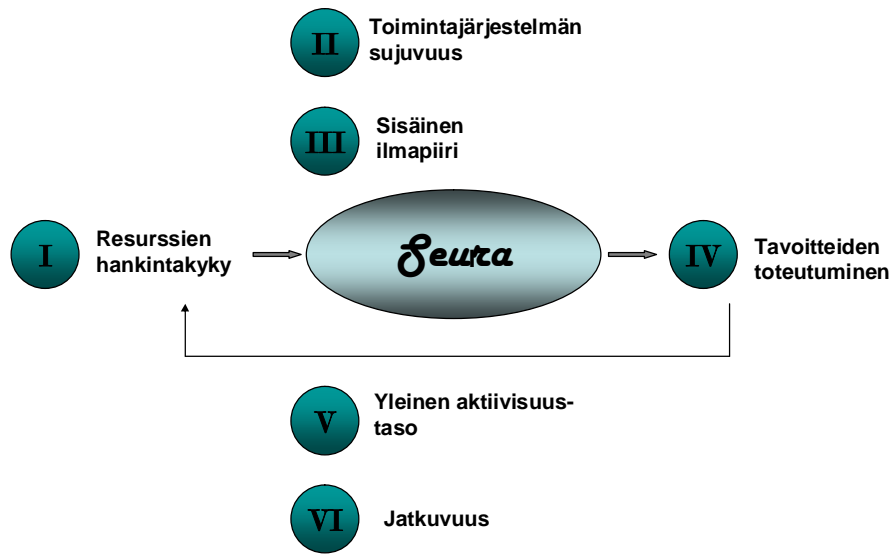 II
Toimintajärjestelmän
sujuvuus
III
Sisäinen
ilmapiiri
I
Resurssien
hankintakyky
Seura
IV
Tavoitteiden
toteutuminen
V
Yleinen aktiivisuus-
taso
VI
Jatkuvuus